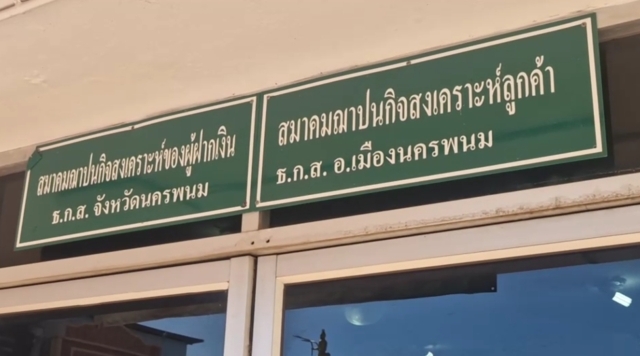 สมาคมฌาปนกิจสงเคราะห์ของผู้ฝากเงิน
ธ.ก.ส. จังหวัดนครพนม
สมาคมฌาปนกิจสงเคราะห์ลูกค้า
ธ.ก.ส. อ.เมืองนครพนม